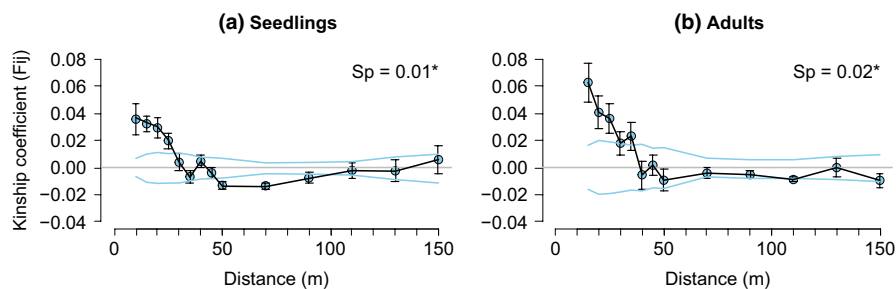 (a) Seedlings
Sp = 0.01*
Kinship coefficient (Fij)
0.08
0.06
0.04
0.02
0.00
−0.02
−0.04
0 50 100 150
Distance (m)
(b) Adults
Sp = 0.02*
0.08
0.06
0.04
0.02
0.00
−0.02
−0.04
0 50 100 150
Distance (m)